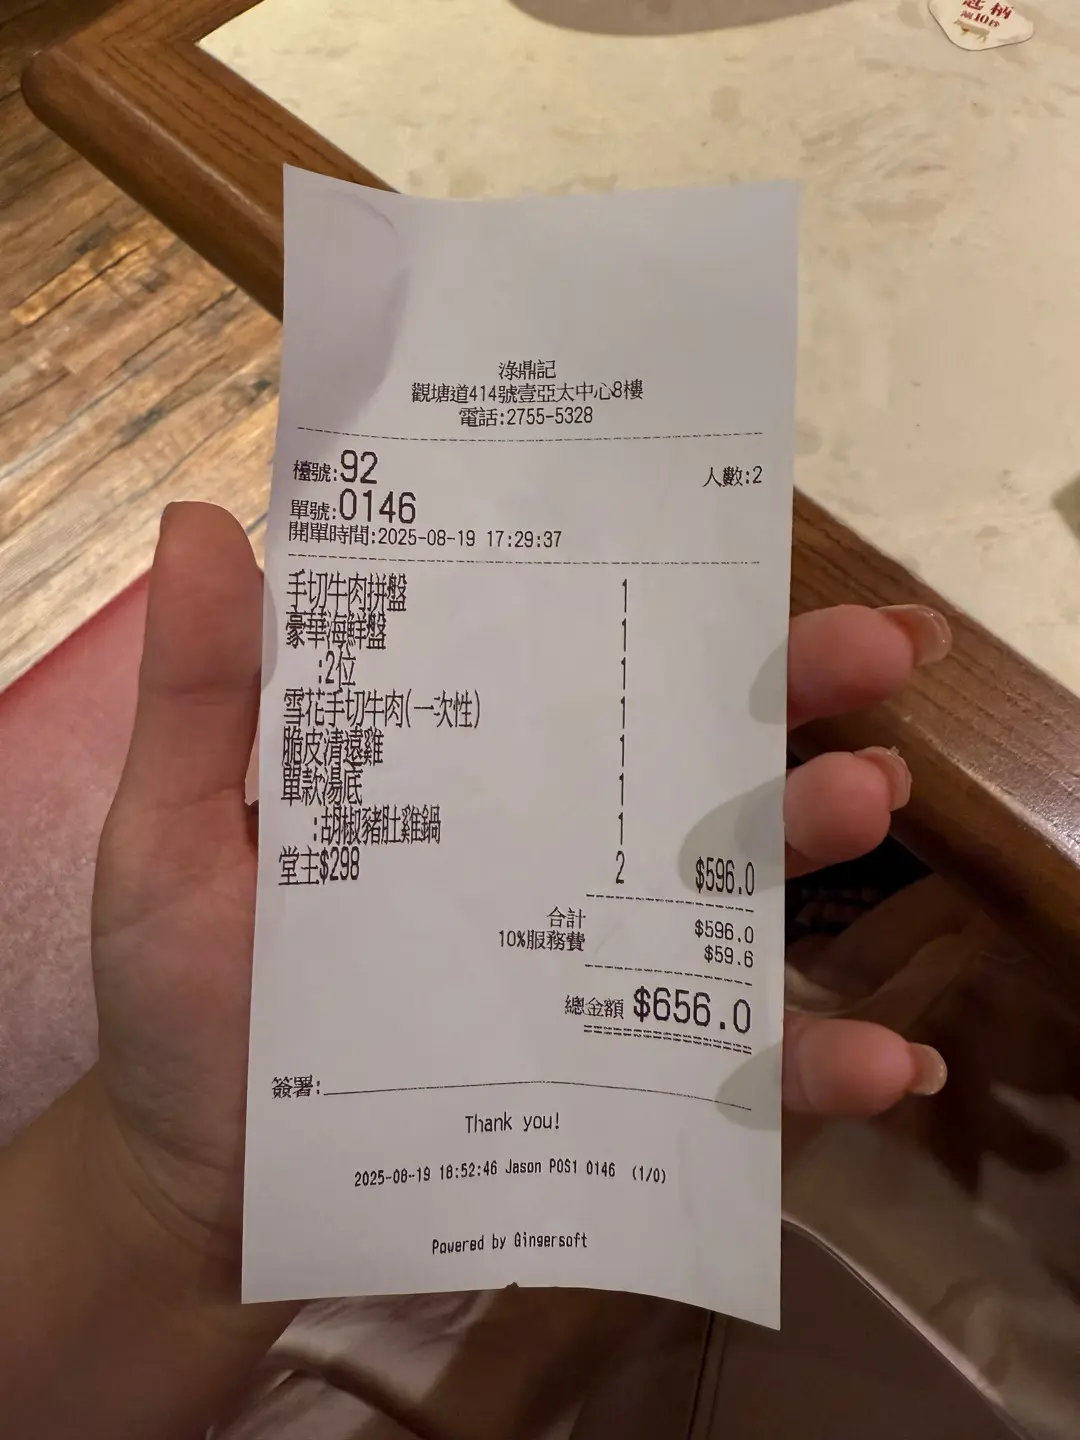 淥鼎記
觀塘道414號壹亞太中心8樓
電話:2755-5328
檯號:92 人數:2
單號:0146
開單時間:2025-08-19 17:29:37
手切牛肉拼盤 1
豪華海鮮盤 1
:2位 1
雪花手切牛肉(一次性) 1
脆皮清遠雞 1
單款湯底 1
:胡椒豬肚雞鍋 1
堂主$298 2 $596.0
合計 $596.0
10%服務費 $59.6
總金額 $656.0
簽署:
Thank you!
2025-08-19 18:52:46 Jason POS1 0146 (1/0)
Powered by Gingersoft